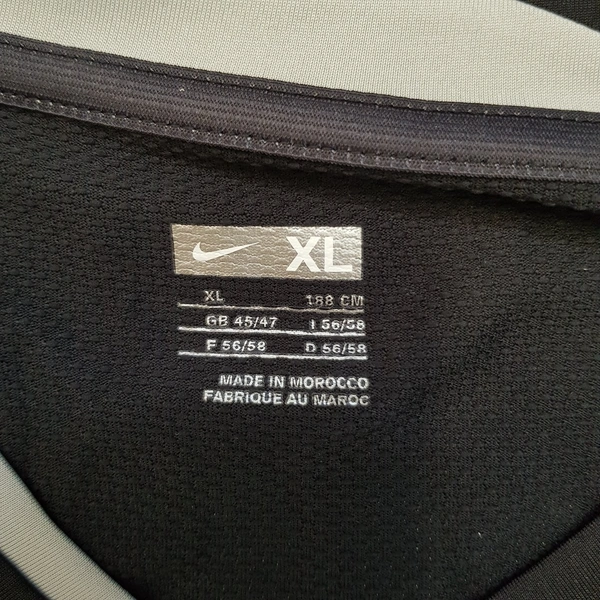 XL
XL 188 CM
GB 45/47 I 56/58
F 56/58 D 56/58
MADE IN MOROCCO
FABRIQUE AU MAROC